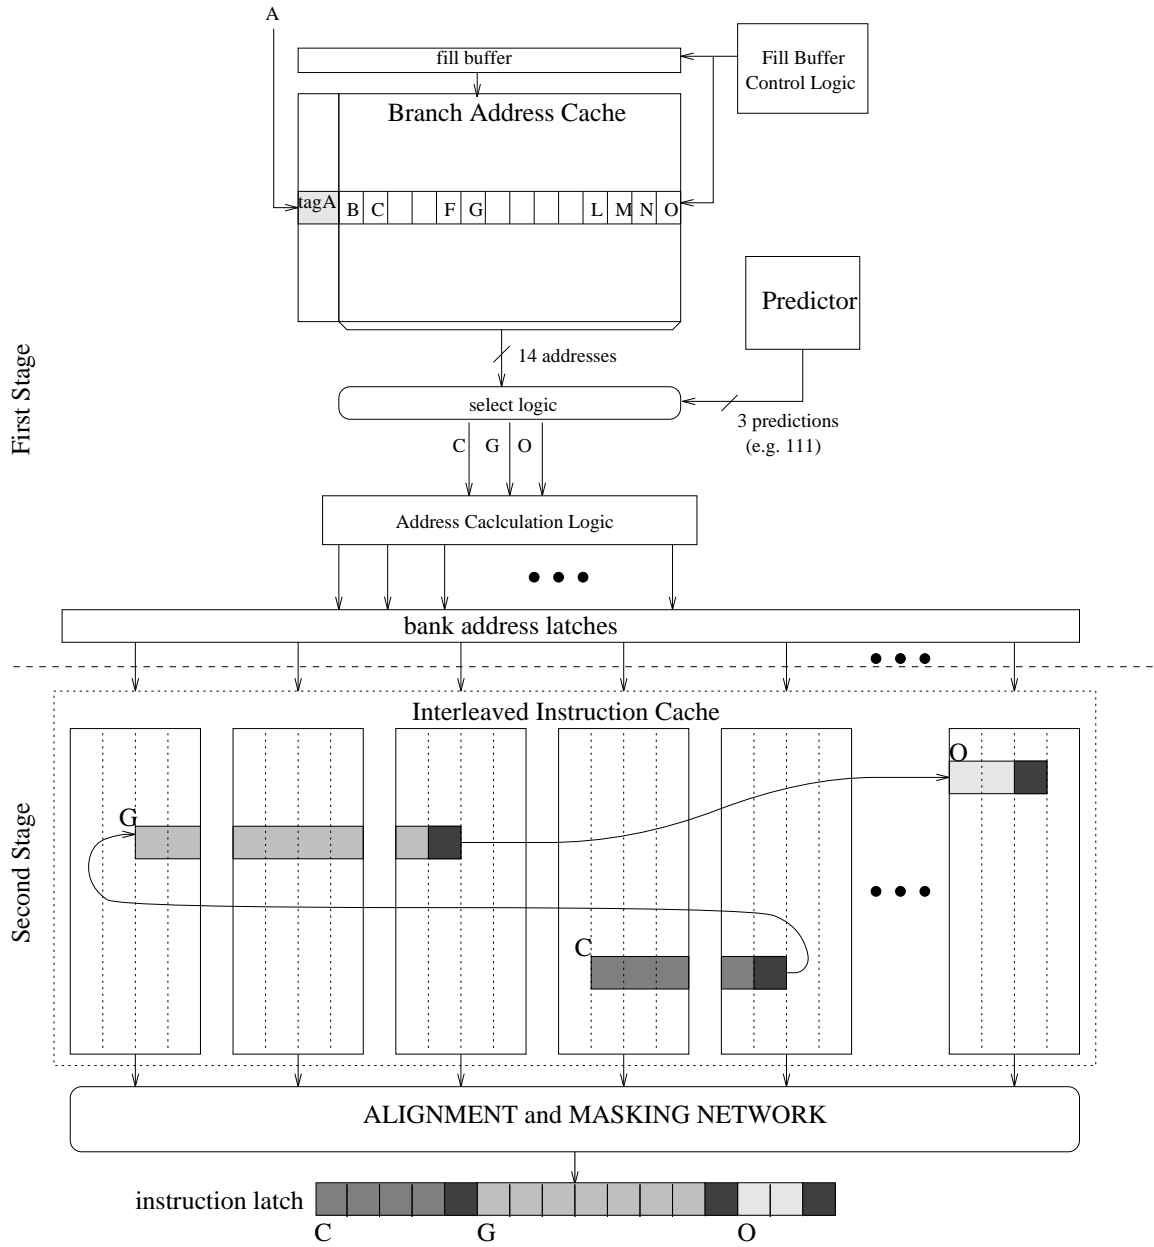 A
fill buffer
Fill Buffer
Control Logic
Branch Address Cache
tagA B C F G L M N O
Predictor
14 addresses
select logic
3 predictions
(e.g. 111)
C G O
First Stage
Address Caclculation Logic
bank address latches
Interleaved Instruction Cache
O
G
Second Stage
C
ALIGNMENT and MASKING NETWORK
instruction latch
C G O